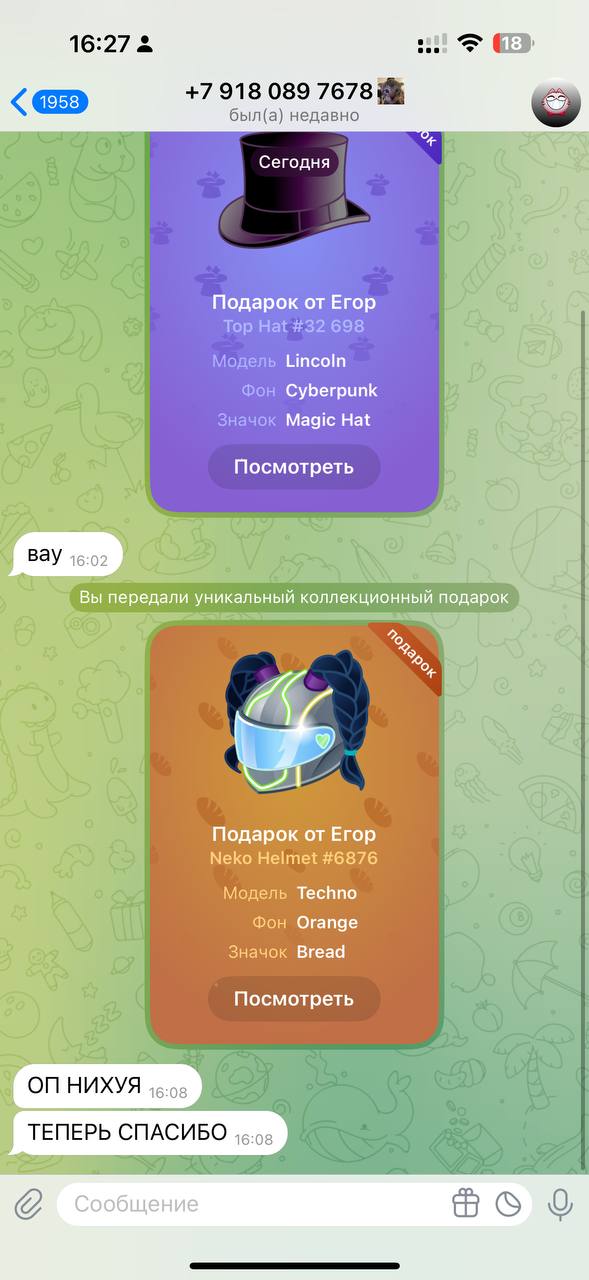 16:27
18
1958
+7 918 089 7678
был(а) недавно
Сегодня
Подарок от Егор
Top Hat #32 698
Модель Lincoln
Фон Cyberpunk
Значок Magic Hat
Посмотреть
вау 16:02
Вы передали уникальный коллекционный подарок
подарок
Подарок от Егор
Neko Helmet #6876
Модель Techno
Фон Orange
Значок Bread
Посмотреть
ОП НИХУЯ 16:08
ТЕПЕРЬ СПАСИБО 16:08
Сообщение